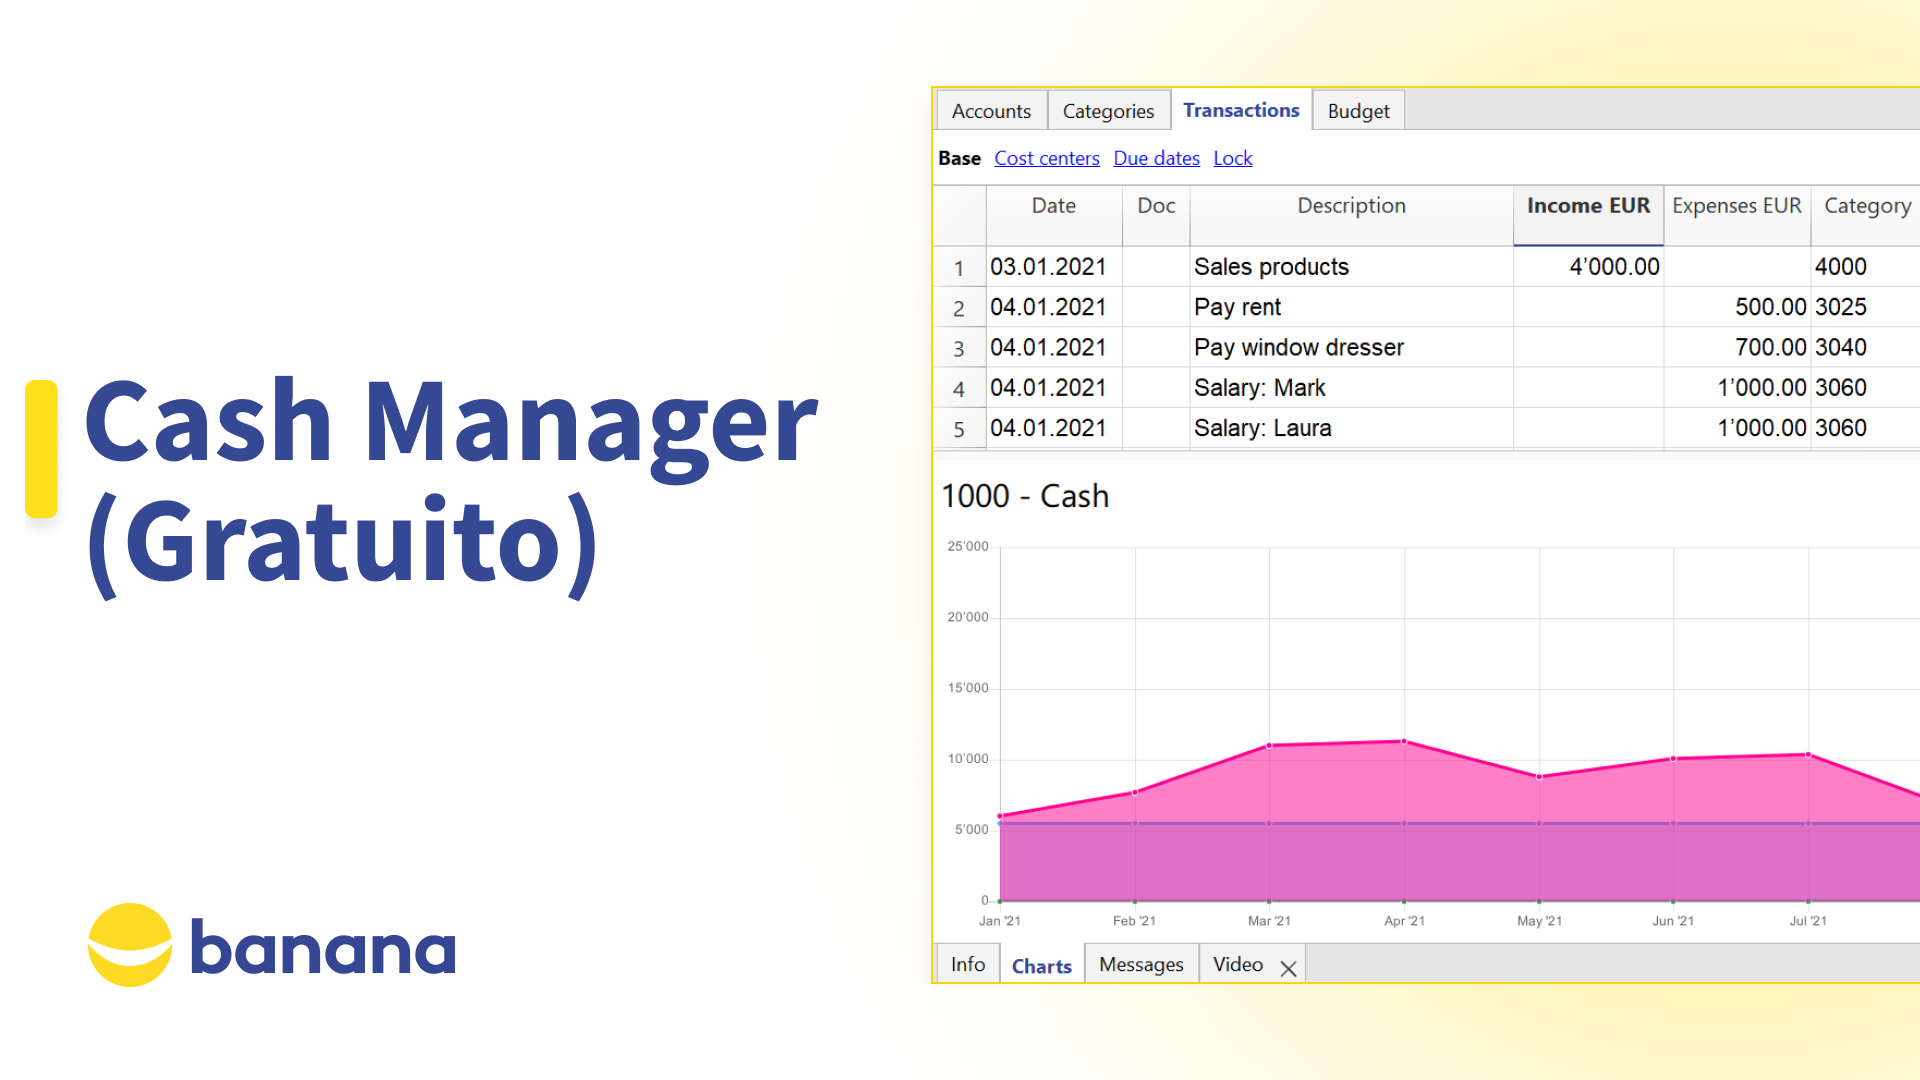 Cash Manager
(Gratuito)
banana
Accounts Categories Transactions Budget
Base Cost centers Due dates Lock
Date Doc Description Income EUR Expenses EUR Category
1 03.01.2021 Sales products 4’000.00 4000
2 04.01.2021 Pay rent 500.00 3025
3 04.01.2021 Pay window dresser 700.00 3040
4 04.01.2021 Salary: Mark 1’000.00 3060
5 04.01.2021 Salary: Laura 1’000.00 3060
1000 - Cash
25'000
20'000
15'000
10'000
5'000
0
Jan '21 Feb '21 Mar '21 Apr '21 May '21 Jun '21 Jul '21
Info Charts Messages Video